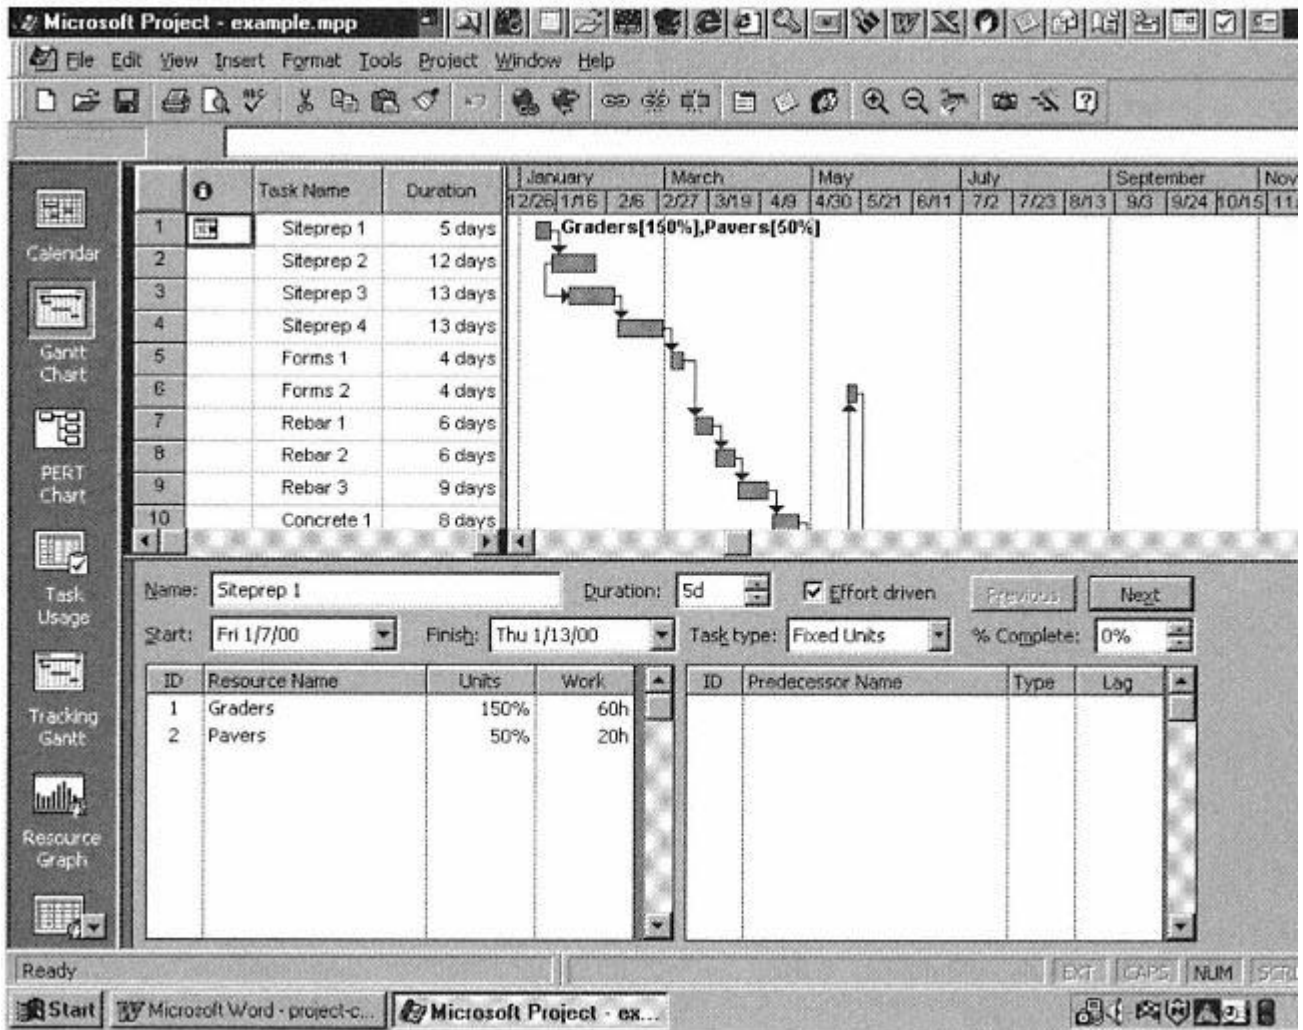 Microsoft Project - example.mpp
File Edit View Insert Format Tools Project Window Help
Task Name Duration
January March May July September Nov
12/26 1/16 2/6 2/27 3/19 4/9 4/30 5/21 6/11 7/2 7/23 8/13 9/3 9/24 10/15 11/
1 Siteprep 1 5 days Graders[150%],Pavers[50%]
2 Siteprep 2 12 days
3 Siteprep 3 13 days
4 Siteprep 4 13 days
5 Forms 1 4 days
6 Forms 2 4 days
7 Rebar 1 6 days
8 Rebar 2 6 days
9 Rebar 3 9 days
10 Concrete 1 8 days
Calendar
Gantt
Chart
PERT
Chart
Task
Usage
Tracking
Gantt
Resource
Graph
Name: Siteprep 1 Duration: 5d Effort driven Previous Next
Start: Fri 1/7/00 Finish: Thu 1/13/00 Task type: Fixed Units % Complete: 0%
ID Resource Name Units Work ID Predecessor Name Type Lag
1 Graders 150% 60h
2 Pavers 50% 20h
Ready EXT CAPS NUM SCRL
Start Microsoft Word - project-c... Microsoft Project - ex...